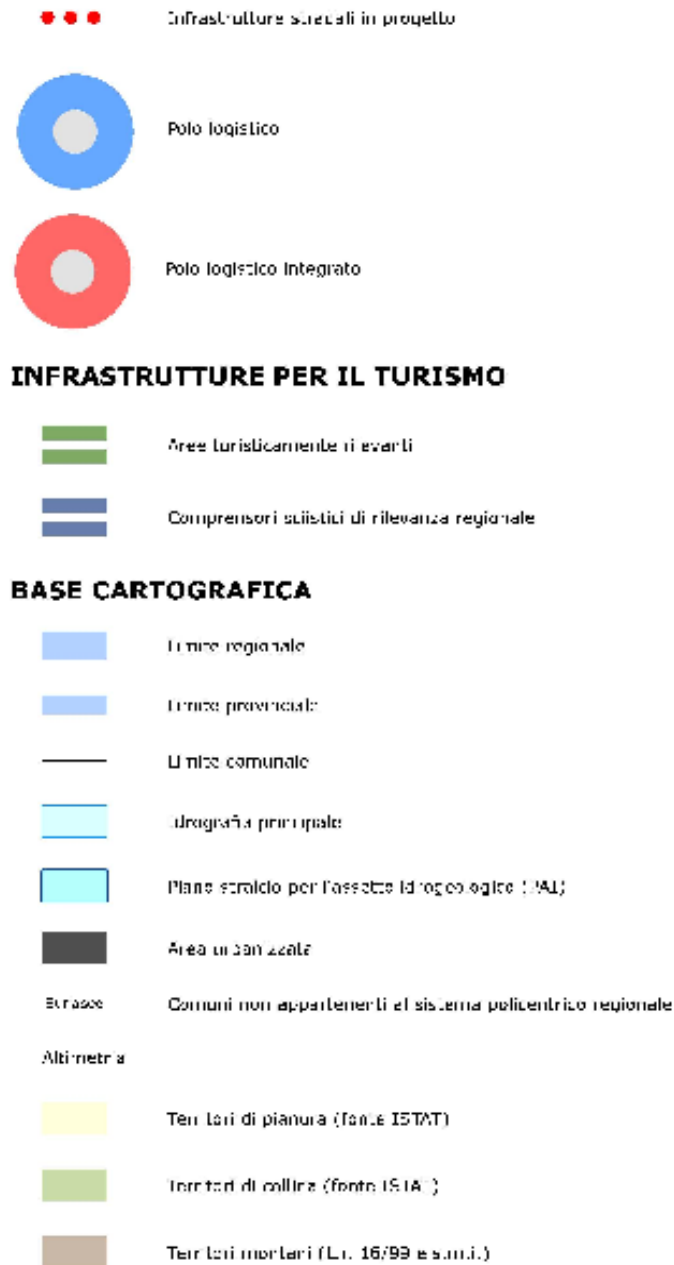 Infrastrutture stradali in progetto
Polo logistico
Polo logistico integrato
INFRASTRUTTURE PER IL TURISMO
Aree turisticamente rilevanti
Comprensori sciistici di rilevanza regionale
BASE CARTOGRAFICA
Limite regionale
Limite provinciale
Limite comunale
Idrografia principale
Piano stralcio per l'assetto idrogeologico (PAI)
Area urbanizzata
Comuni non appartenenti al sistema policentrico regionale
Altimetria
Territori di pianura (fonte ISTAT)
Territori di collina (fonte ISTAT)
Territori montani (L.r. 16/99 e s.m.i.)